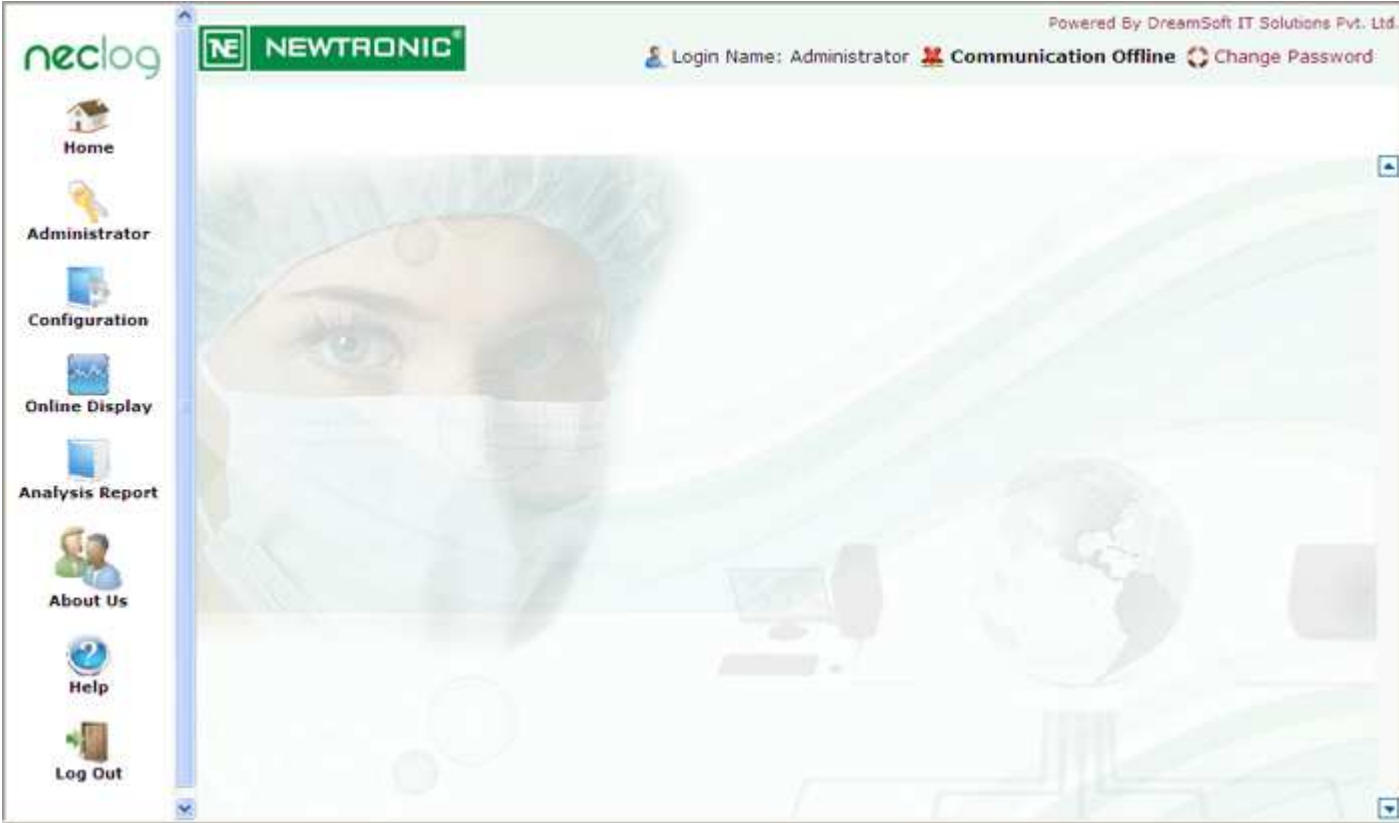 neclog
Home
Administrator
Configuration
Online Display
Analysis Report
About Us
Help
Log Out
NE NEWTRONIC®
Powered By DreamSoft IT Solutions Pvt. Ltd.
Login Name: Administrator Communication Offline Change Password